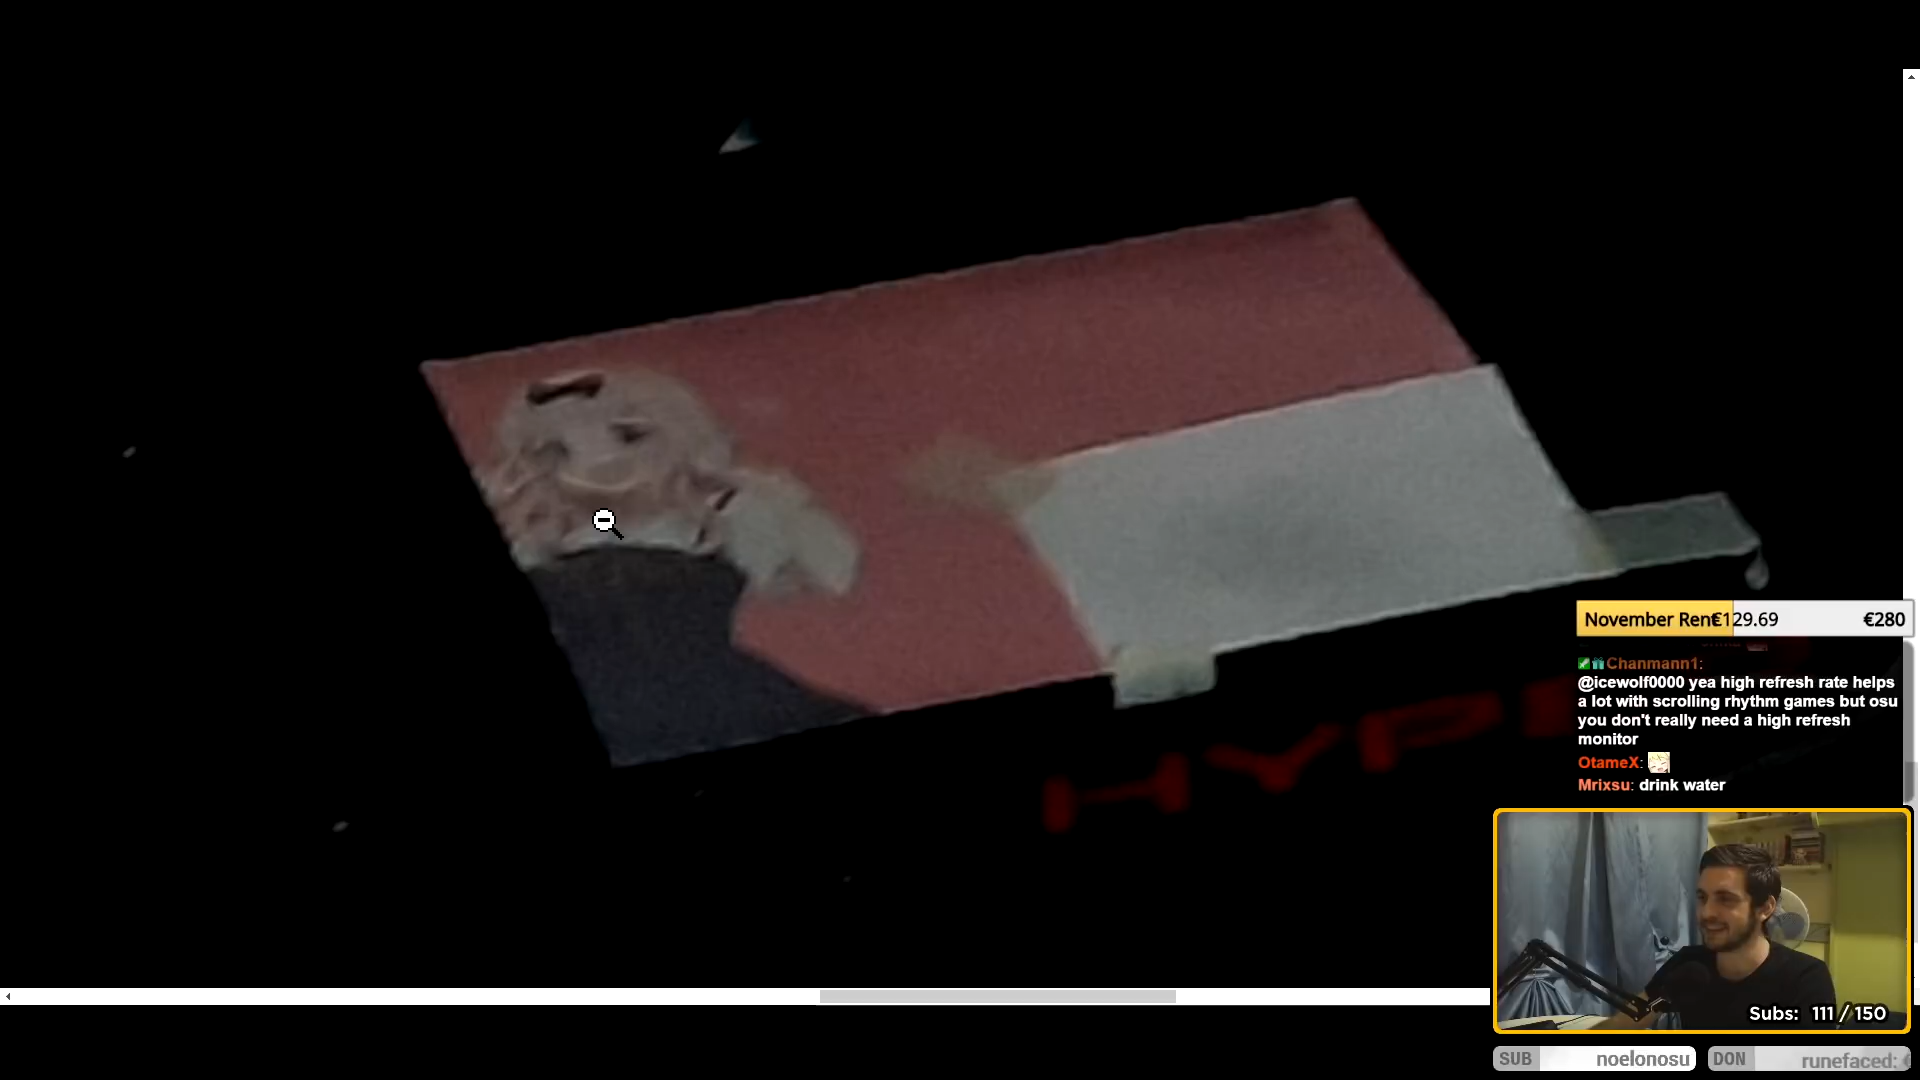 HYPE
November Rent €129.69 €280
Chanmann1:
@icewolf0000 yea high refresh rate helps
a lot with scrolling rhythm games but osu
you don't really need a high refresh
monitor
OtameX:
Mrixsu: drink water
Subs: 111 / 150
SUB noelonosu DON runefaced: